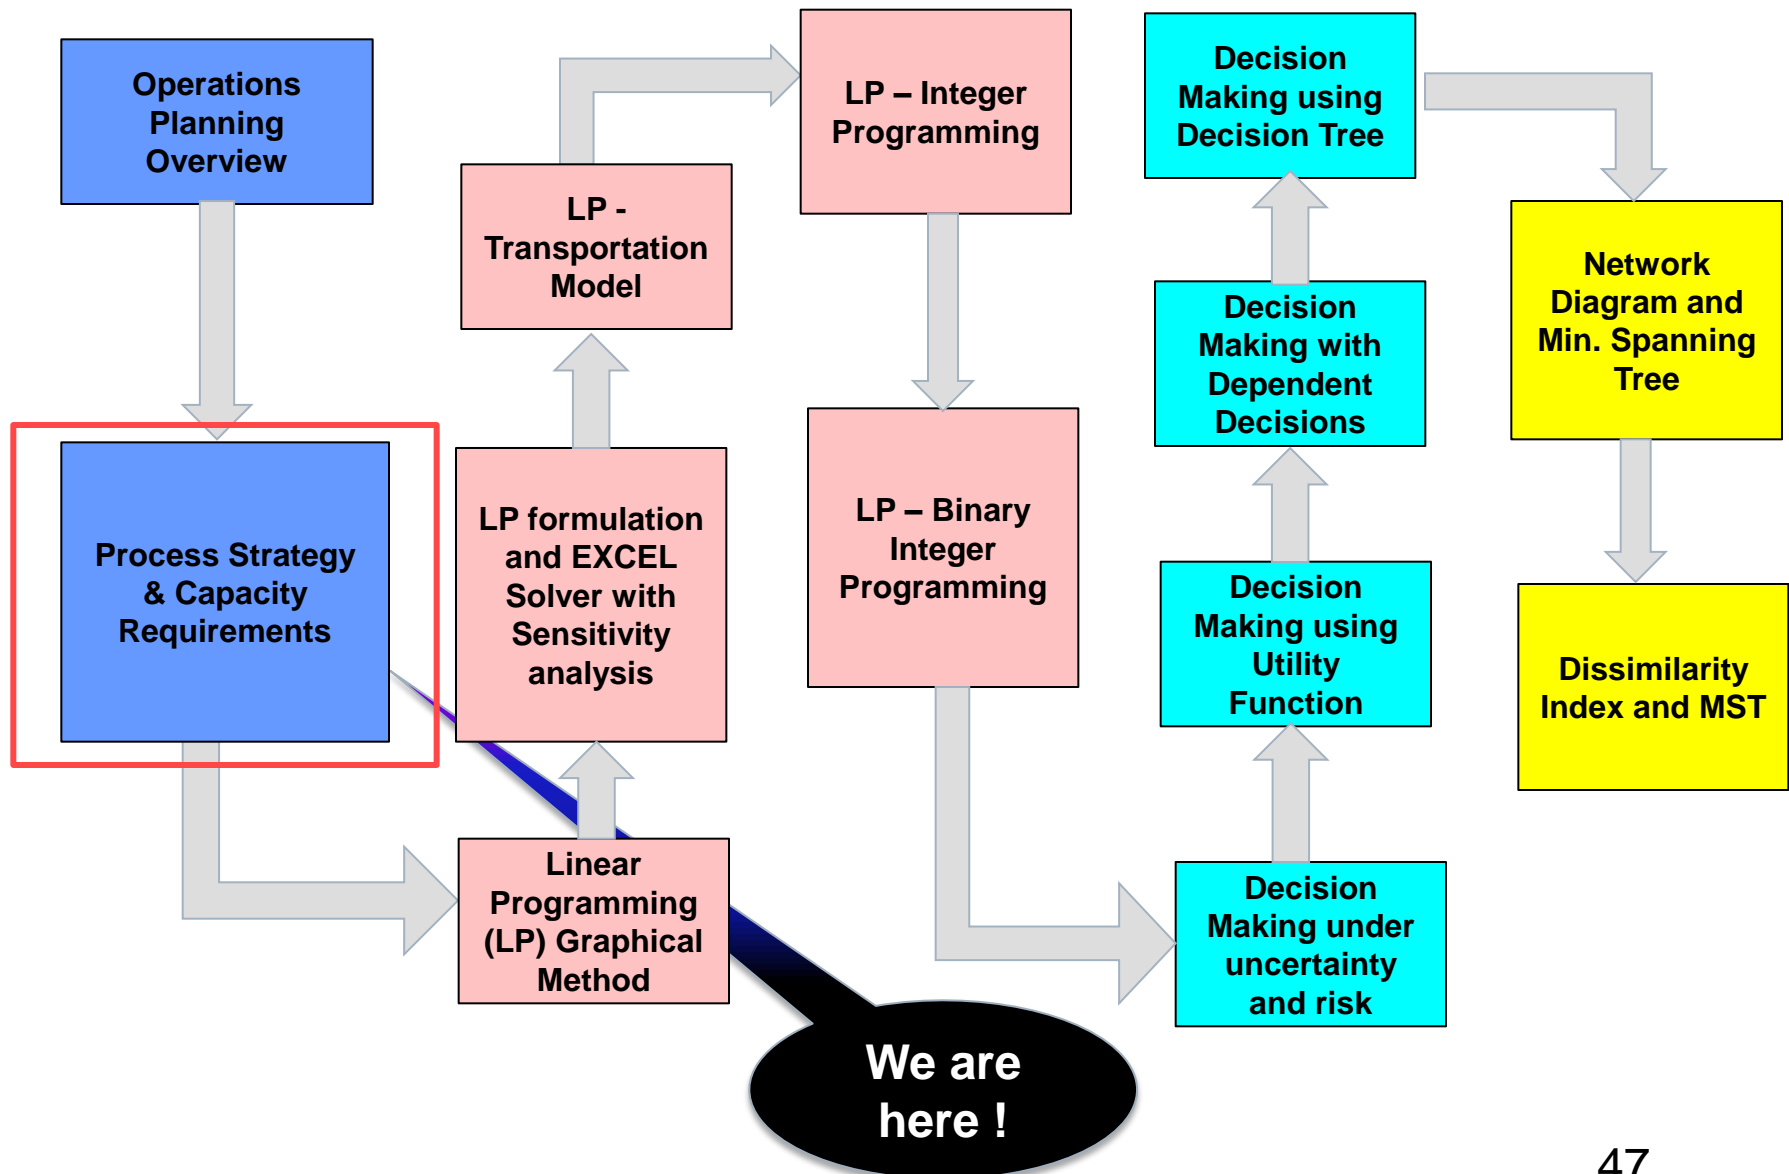 Operations
Planning
Overview
Process Strategy
& Capacity
Requirements
Linear
Programming
(LP) Graphical
Method
LP formulation
and EXCEL
Solver with
Sensitivity
analysis
LP -
Transportation
Model
LP – Integer
Programming
LP – Binary
Integer
Programming
Decision
Making under
uncertainty
and risk
Decision
Making using
Utility
Function
Decision
Making with
Dependent
Decisions
Decision
Making using
Decision Tree
Network
Diagram and
Min. Spanning
Tree
Dissimilarity
Index and MST
We are
here !
47